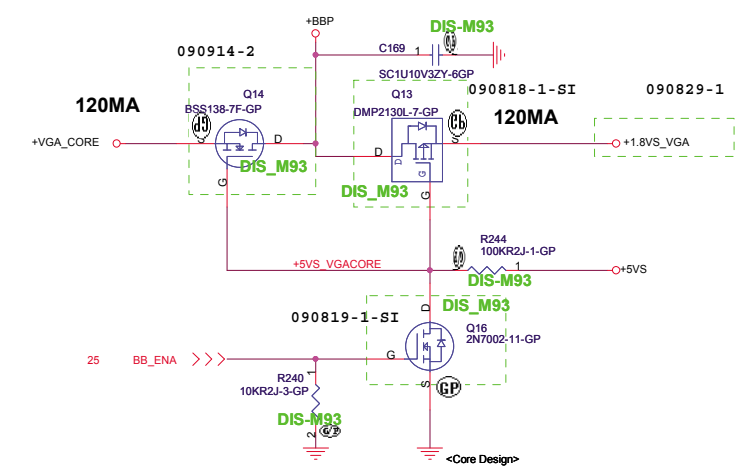 +BBP
DIS-M93
090914-2
C169
1
SC1U10V3ZY-6GP
Q14
BSS138-7F-GP
120MA
Q13
DMP2130L-7-GP
090818-1-SI
120MA
090829-1
+VGA_CORE
S
D
G
DIS_M93
D
D
S
G
G
DIS_M93
+1.8VS_VGA
+5VS_VGACORE
R244
100KR2J-1-GP
1
+5VS
DIS-M93
DIS_M93
090819-1-SI
D
Q16
2N7002-11-GP
25
BB_ENA
G
S
GP
R240
1
10KR2J-3-GP
DIS-M93
2
<Core Design>